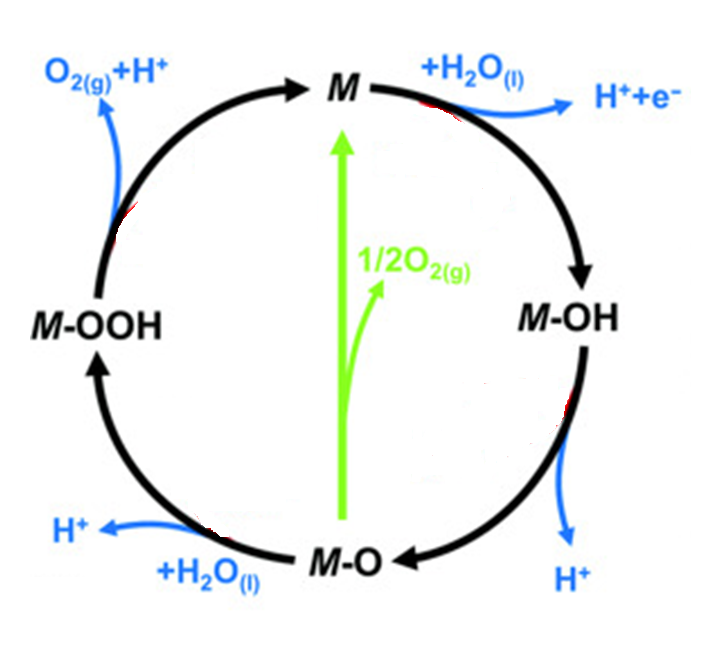 O₂(g)+H⁺
M
+H₂O(l)
H⁺+e⁻
1/2O₂(g)
M-OOH
M-OH
H⁺
+H₂O(l)
M-O
H⁺